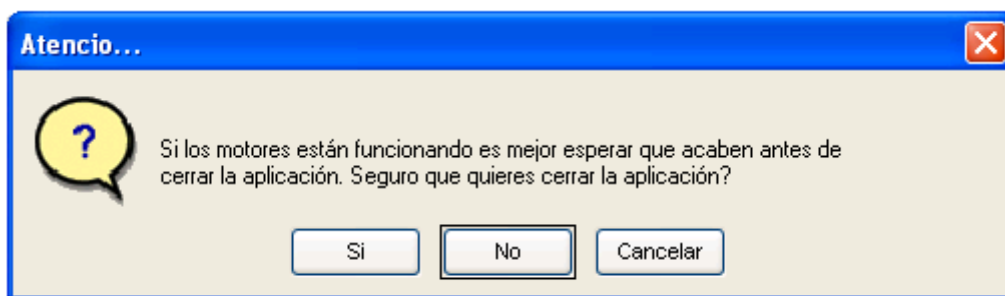 Atencio...
?
Si los motores están funcionando es mejor esperar que acaben antes de
cerrar la aplicación. Seguro que quieres cerrar la aplicación?
Si No Cancelar